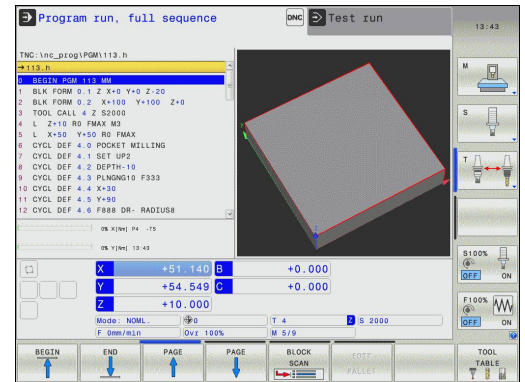 Program run, full sequence
DNC
Test run
13:43
TNC:\nc_prog\PGM\113.h
→113.h
0 BEGIN PGM 113 MM
1 BLK FORM 0.1 Z X+0 Y+0 Z-20
2 BLK FORM 0.2 X+100 Y+100 Z+0
3 TOOL CALL 4 Z S2000
4 L Z+10 R0 FMAX M3
5 L X+50 Y+50 R0 FMAX
6 CYCL DEF 4.0 POCKET MILLING
7 CYCL DEF 4.1 SET UP2
8 CYCL DEF 4.2 DEPTH-10
9 CYCL DEF 4.3 PLNGNG10 F333
10 CYCL DEF 4.4 X+30
11 CYCL DEF 4.5 Y+90
12 CYCL DEF 4.6 F888 DR- RADIUS8
0% X[Nm] P4 -T5
0% Y[Nm] 13:43
X +51.140 B +0.000
Y +54.549 C +0.000
Z +10.000
Mode: NOML. 0 T 4 Z S 2000
F 0mm/min Ovr 100% M 5/9
M
S
T
S100%
OFF ON
F100%
OFF ON
BEGIN
END
PAGE
PAGE
BLOCK SCAN
EDIT PALLET
TOOL TABLE